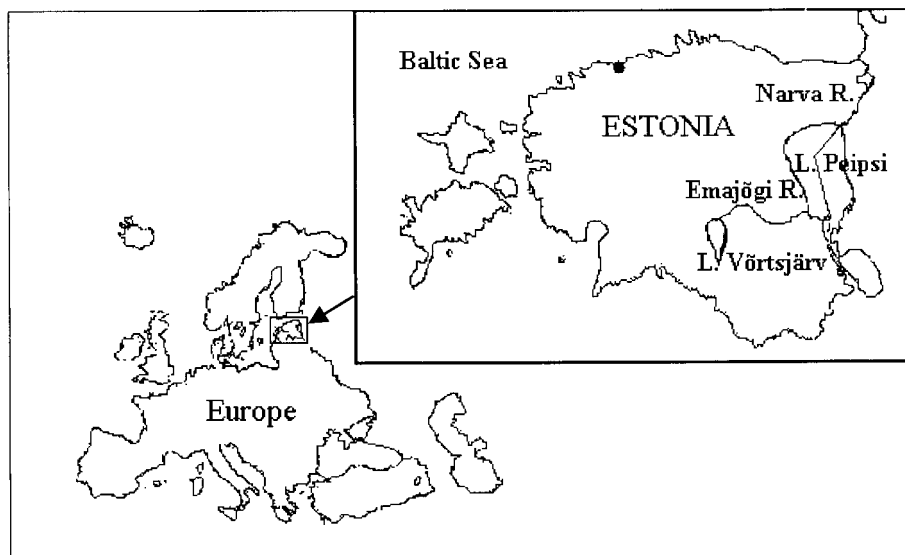 Baltic Sea
Narva R.
ESTONIA
L. Peipsi
Emajõgi R.
L. Võrtsjärv
Europe